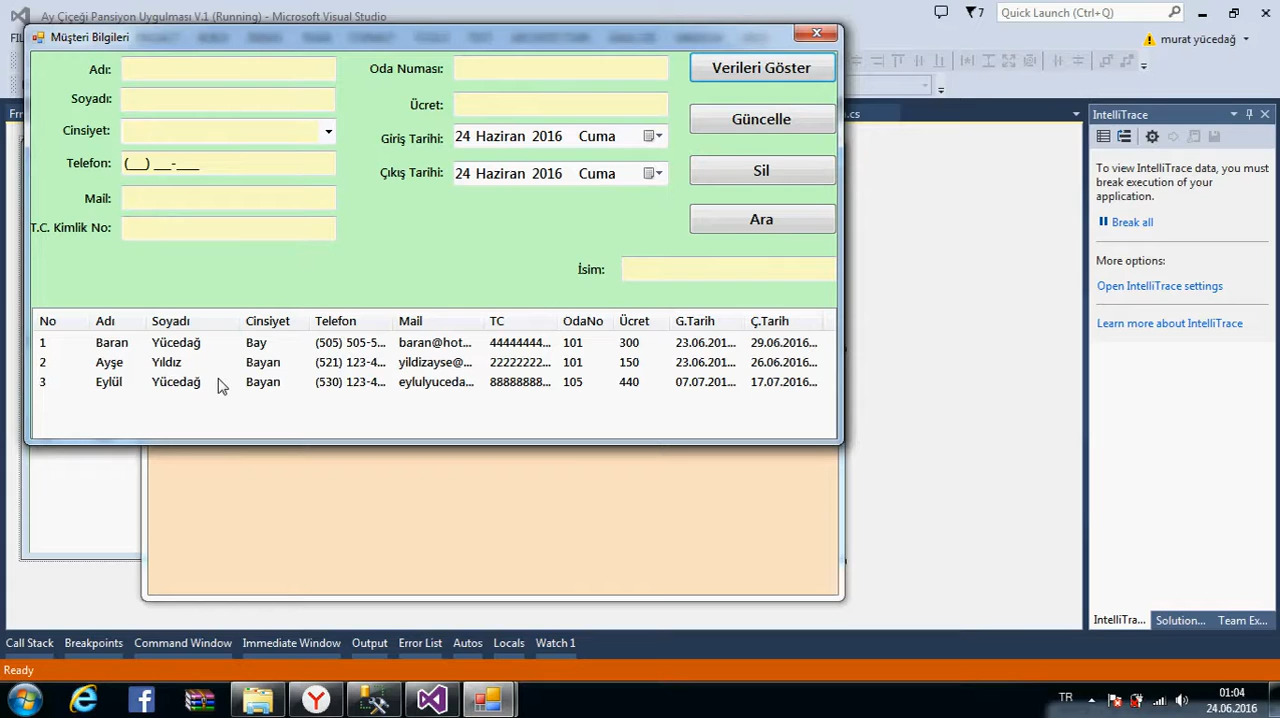 Ay Çiçeği Pansiyon Uygulması V.1 (Running) - Microsoft Visual Studio
7
Quick Launch (Ctrl+Q)
Müşteri Bilgileri
murat yücedağ
Adı:
Oda Numası:
Verileri Göster
Soyadı:
Ücret:
Güncelle
Cinsiyet:
Giriş Tarihi:
24 Haziran 2016 Cuma
Telefon:
(__) __-___
Çıkış Tarihi:
24 Haziran 2016 Cuma
Sil
Mail:
Ara
T.C. Kimlik No:
İsim:
No Adı Soyadı Cinsiyet Telefon Mail TC OdaNo Ücret G.Tarih Ç.Tarih
1 Baran Yücedağ Bay (505) 505-5... baran@hot... 44444444... 101 300 23.06.201... 29.06.2016...
2 Ayşe Yıldız Bayan (521) 123-4... yildizayse@... 22222222... 101 150 23.06.201... 26.06.2016...
3 Eylül Yücedağ Bayan (530) 123-4... eylulyuceda... 88888888... 105 440 07.07.201... 17.07.2016...
.cs
IntelliTrace
To view IntelliTrace data, you must
break execution of your
application.
Break all
More options:
Open IntelliTrace settings
Learn more about IntelliTrace
IntelliTra... Solution... Team Ex...
Call Stack Breakpoints Command Window Immediate Window Output Error List Autos Locals Watch 1
Ready
TR
01:04
24.06.2016